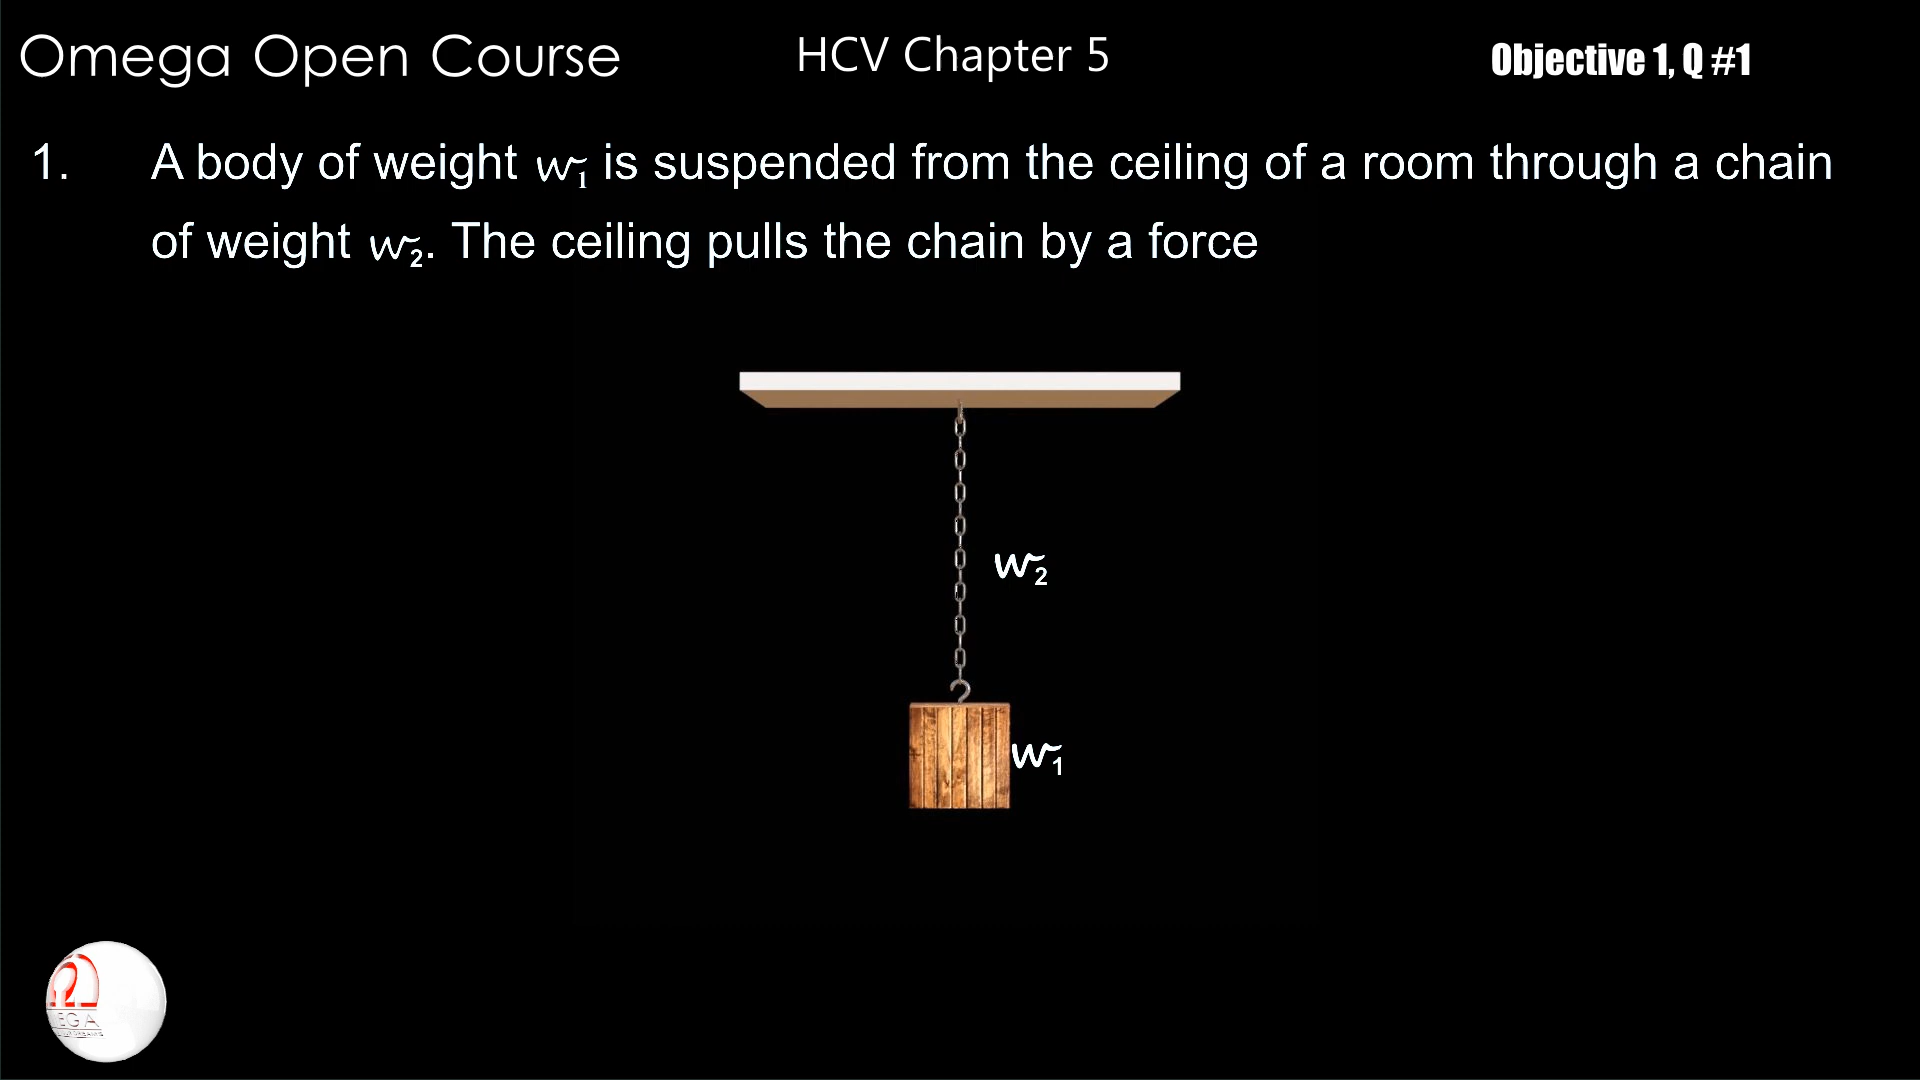 Omega Open Course
HCV Chapter 5
Objective 1, Q #1
1. A body of weight w₁ is suspended from the ceiling of a room through a chain
of weight w₂. The ceiling pulls the chain by a force
w₂
w₁